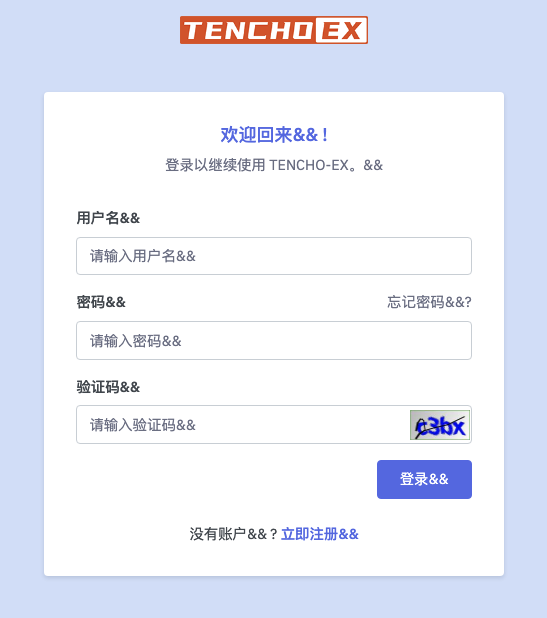 TENCHO EX
欢迎回来&& !
登录以继续使用 TENCHO-EX。&&
用户名&&
请输入用户名&&
密码&& 忘记密码&&?
请输入密码&&
验证码&&
请输入验证码&& c3bx
登录&&
没有账户&& ? 立即注册&&